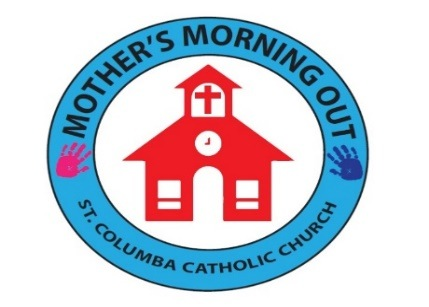 MOTHER'S MORNING OUT
ST. COLUMBA CATHOLIC CHURCH